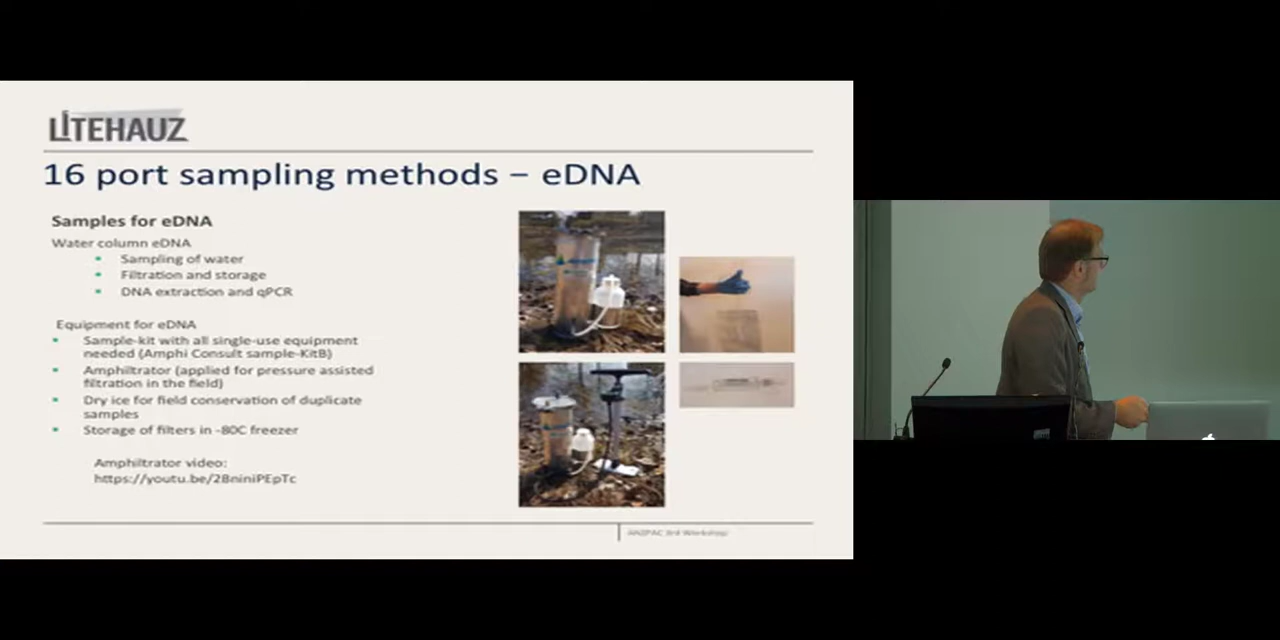 LITEHAUZ
16 port sampling methods – eDNA
Samples for eDNA
Water column eDNA
Sampling of water
Filtration and storage
DNA extraction and qPCR
Equipment for eDNA
Sample-kit with all single-use equipment
needed (Amphi Consult sample-KitB)
Amphiltrator (applied for pressure assisted
filtration in the field)
Dry ice for field conservation of duplicate
samples
Storage of filters in -80C freezer
Amphiltrator video:
https://youtu.be/2BniniPEpTc
3rd Workshop